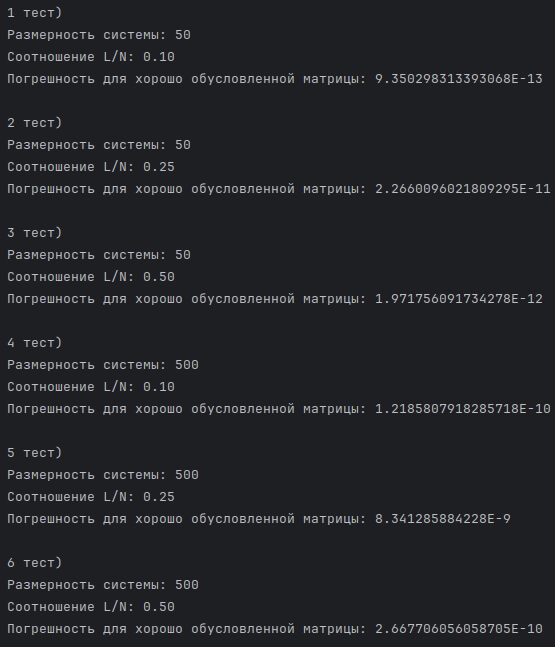 1 тест)
Размерность системы: 50
Соотношение L/N: 0.10
Погрешность для хорошо обусловленной матрицы: 9.350298313393068E-13
2 тест)
Размерность системы: 50
Соотношение L/N: 0.25
Погрешность для хорошо обусловленной матрицы: 2.2660096021809295E-11
3 тест)
Размерность системы: 50
Соотношение L/N: 0.50
Погрешность для хорошо обусловленной матрицы: 1.971756091734278E-12
4 тест)
Размерность системы: 500
Соотношение L/N: 0.10
Погрешность для хорошо обусловленной матрицы: 1.2185807918285718E-10
5 тест)
Размерность системы: 500
Соотношение L/N: 0.25
Погрешность для хорошо обусловленной матрицы: 8.341285884228E-9
6 тест)
Размерность системы: 500
Соотношение L/N: 0.50
Погрешность для хорошо обусловленной матрицы: 2.667706056058705E-10